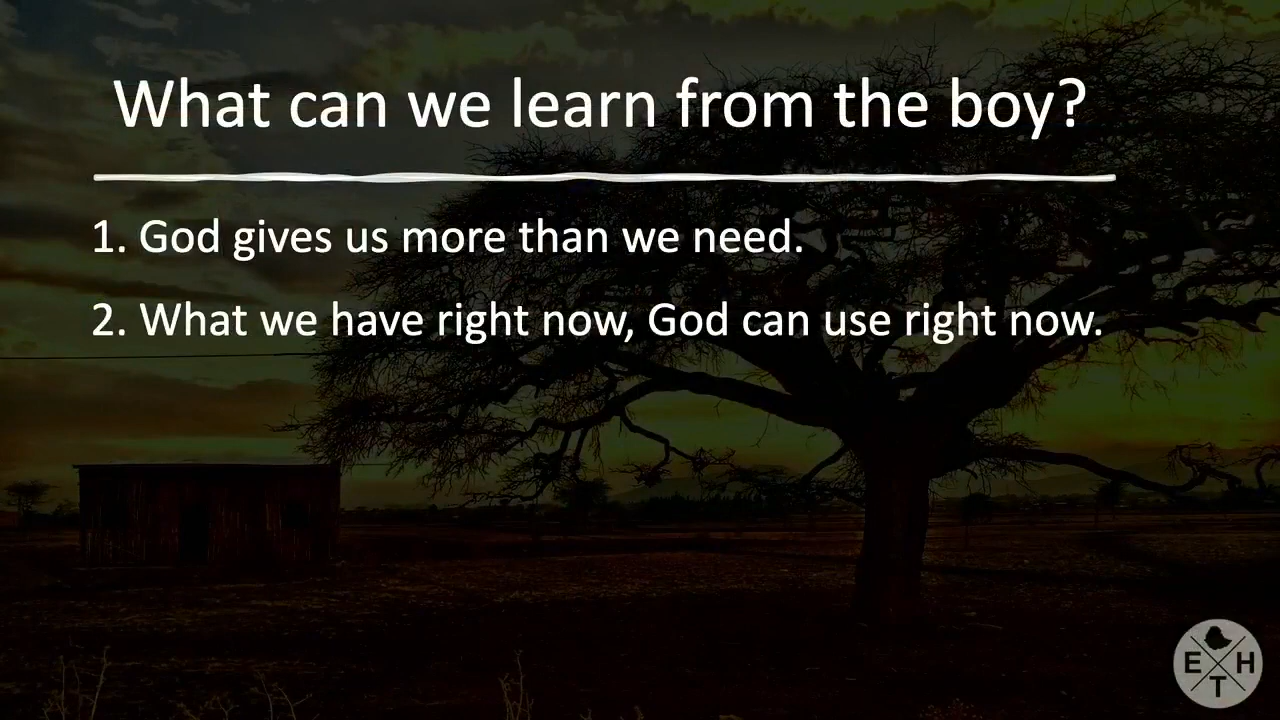 What can we learn from the boy?
1. God gives us more than we need.
2. What we have right now, God can use right now.
E H
T